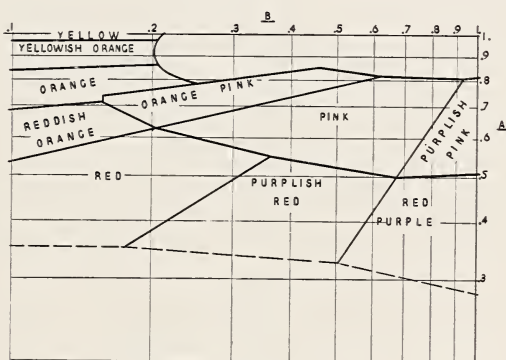 B
.1 .2 .3 .4 .5 .6 .7 .8 .9 1.
YELLOW
YELLOWISH ORANGE
ORANGE
ORANGE PINK
REDDISH
ORANGE
PINK
PURPLISH
PINK
RED
PURPLISH
RED
RED
PURPLE
1.
.9
.8
.7
A
.6
.5
.4
.3